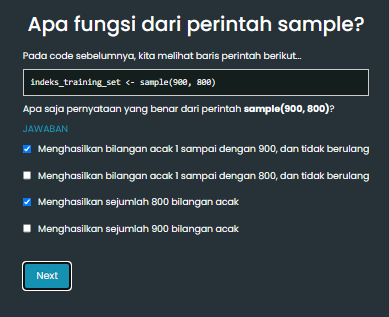 Apa fungsi dari perintah sample?
Pada code sebelumnya, kita melihat baris perintah berikut...
indeks_training_set <- sample(900, 800)
Apa saja pernyataan yang benar dari perintah sample(900, 800)?
JAWABAN
Menghasilkan bilangan acak 1 sampai dengan 900, dan tidak berulang
Menghasilkan bilangan acak 1 sampai dengan 800, dan tidak berulang
Menghasilkan sejumlah 800 bilangan acak
Menghasilkan sejumlah 900 bilangan acak
Next